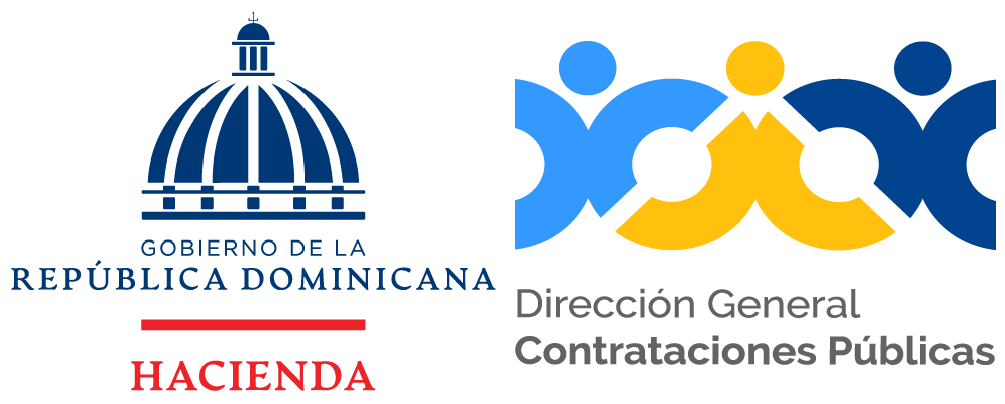 GOBIERNO DE LA
REPÚBLICA DOMINICANA
HACIENDA
Dirección General
Contrataciones Públicas